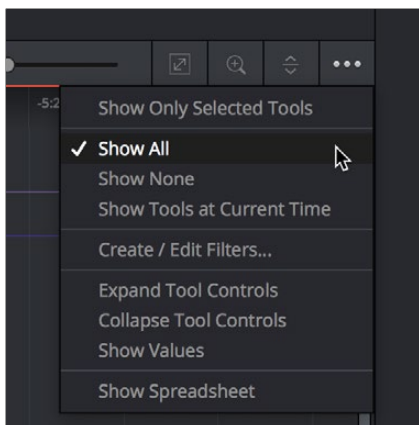 -5:2
Show Only Selected Tools
Show All
Show None
Show Tools at Current Time
Create / Edit Filters...
Expand Tool Controls
Collapse Tool Controls
Show Values
Show Spreadsheet